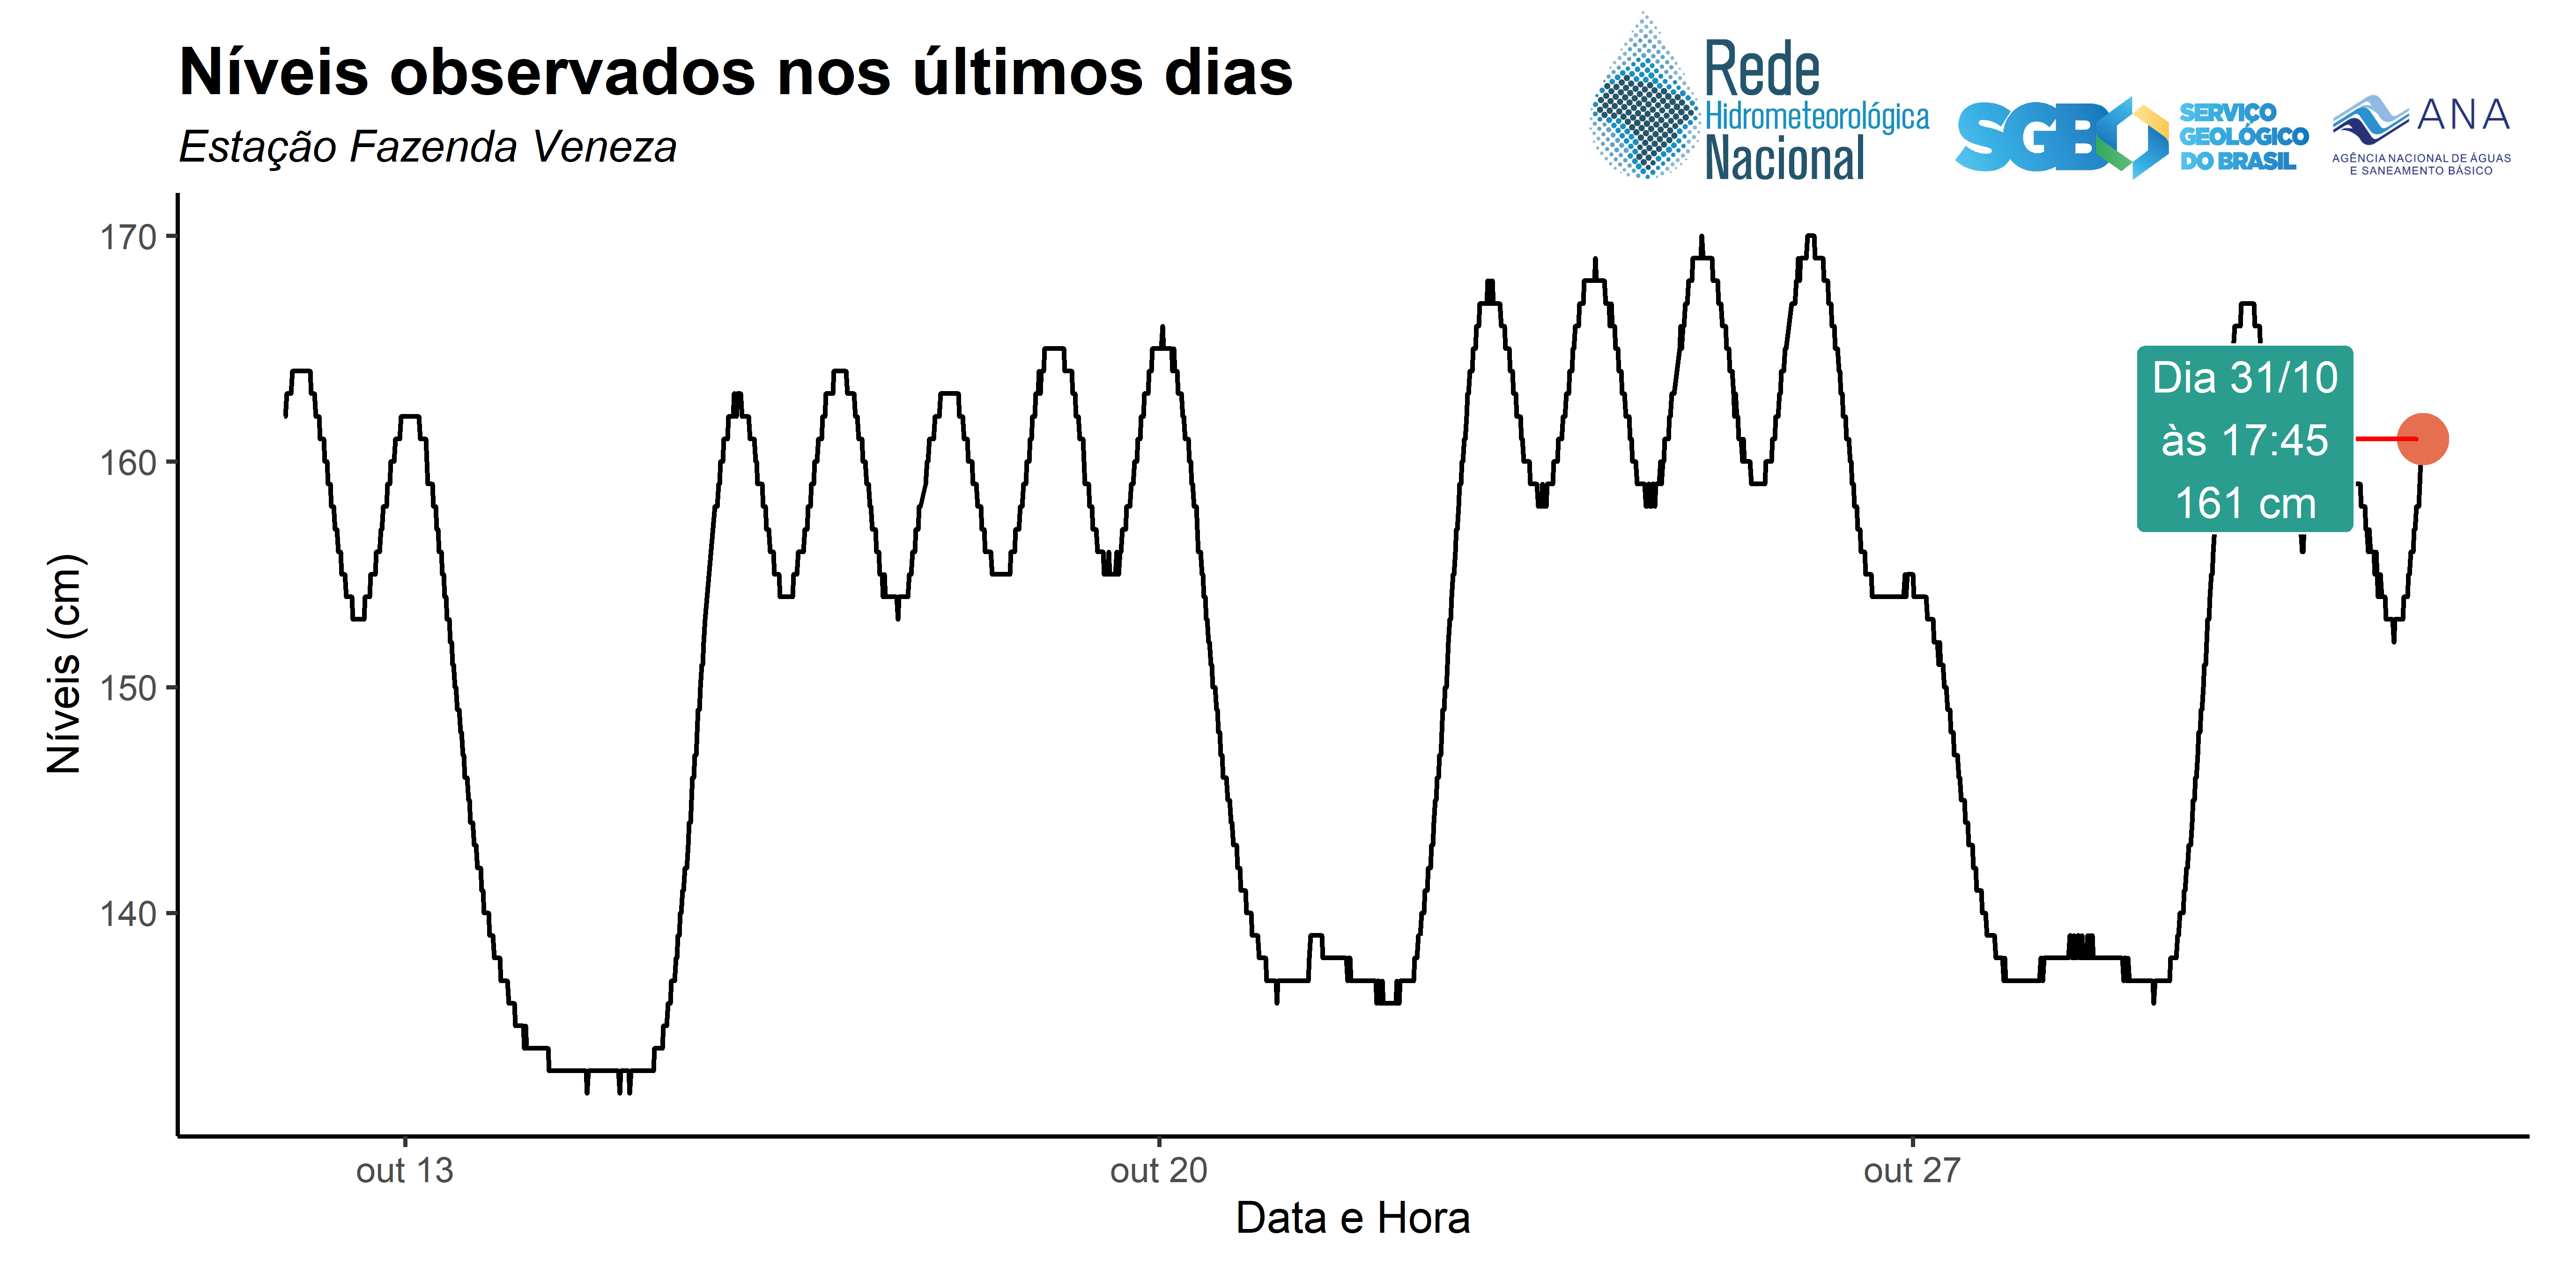 Níveis observados nos últimos dias
Estação Fazenda Veneza
Rede
Hidrometeorológica
Nacional
SGB
SERVIÇO
GEOLÓGICO
DO BRASIL
ANA
AGÊNCIA NACIONAL DE ÁGUAS
E SANEAMENTO BÁSICO
170
160
150
140
Níveis (cm)
Dia 31/10
às 17:45
161 cm
out 13
out 20
out 27
Data e Hora